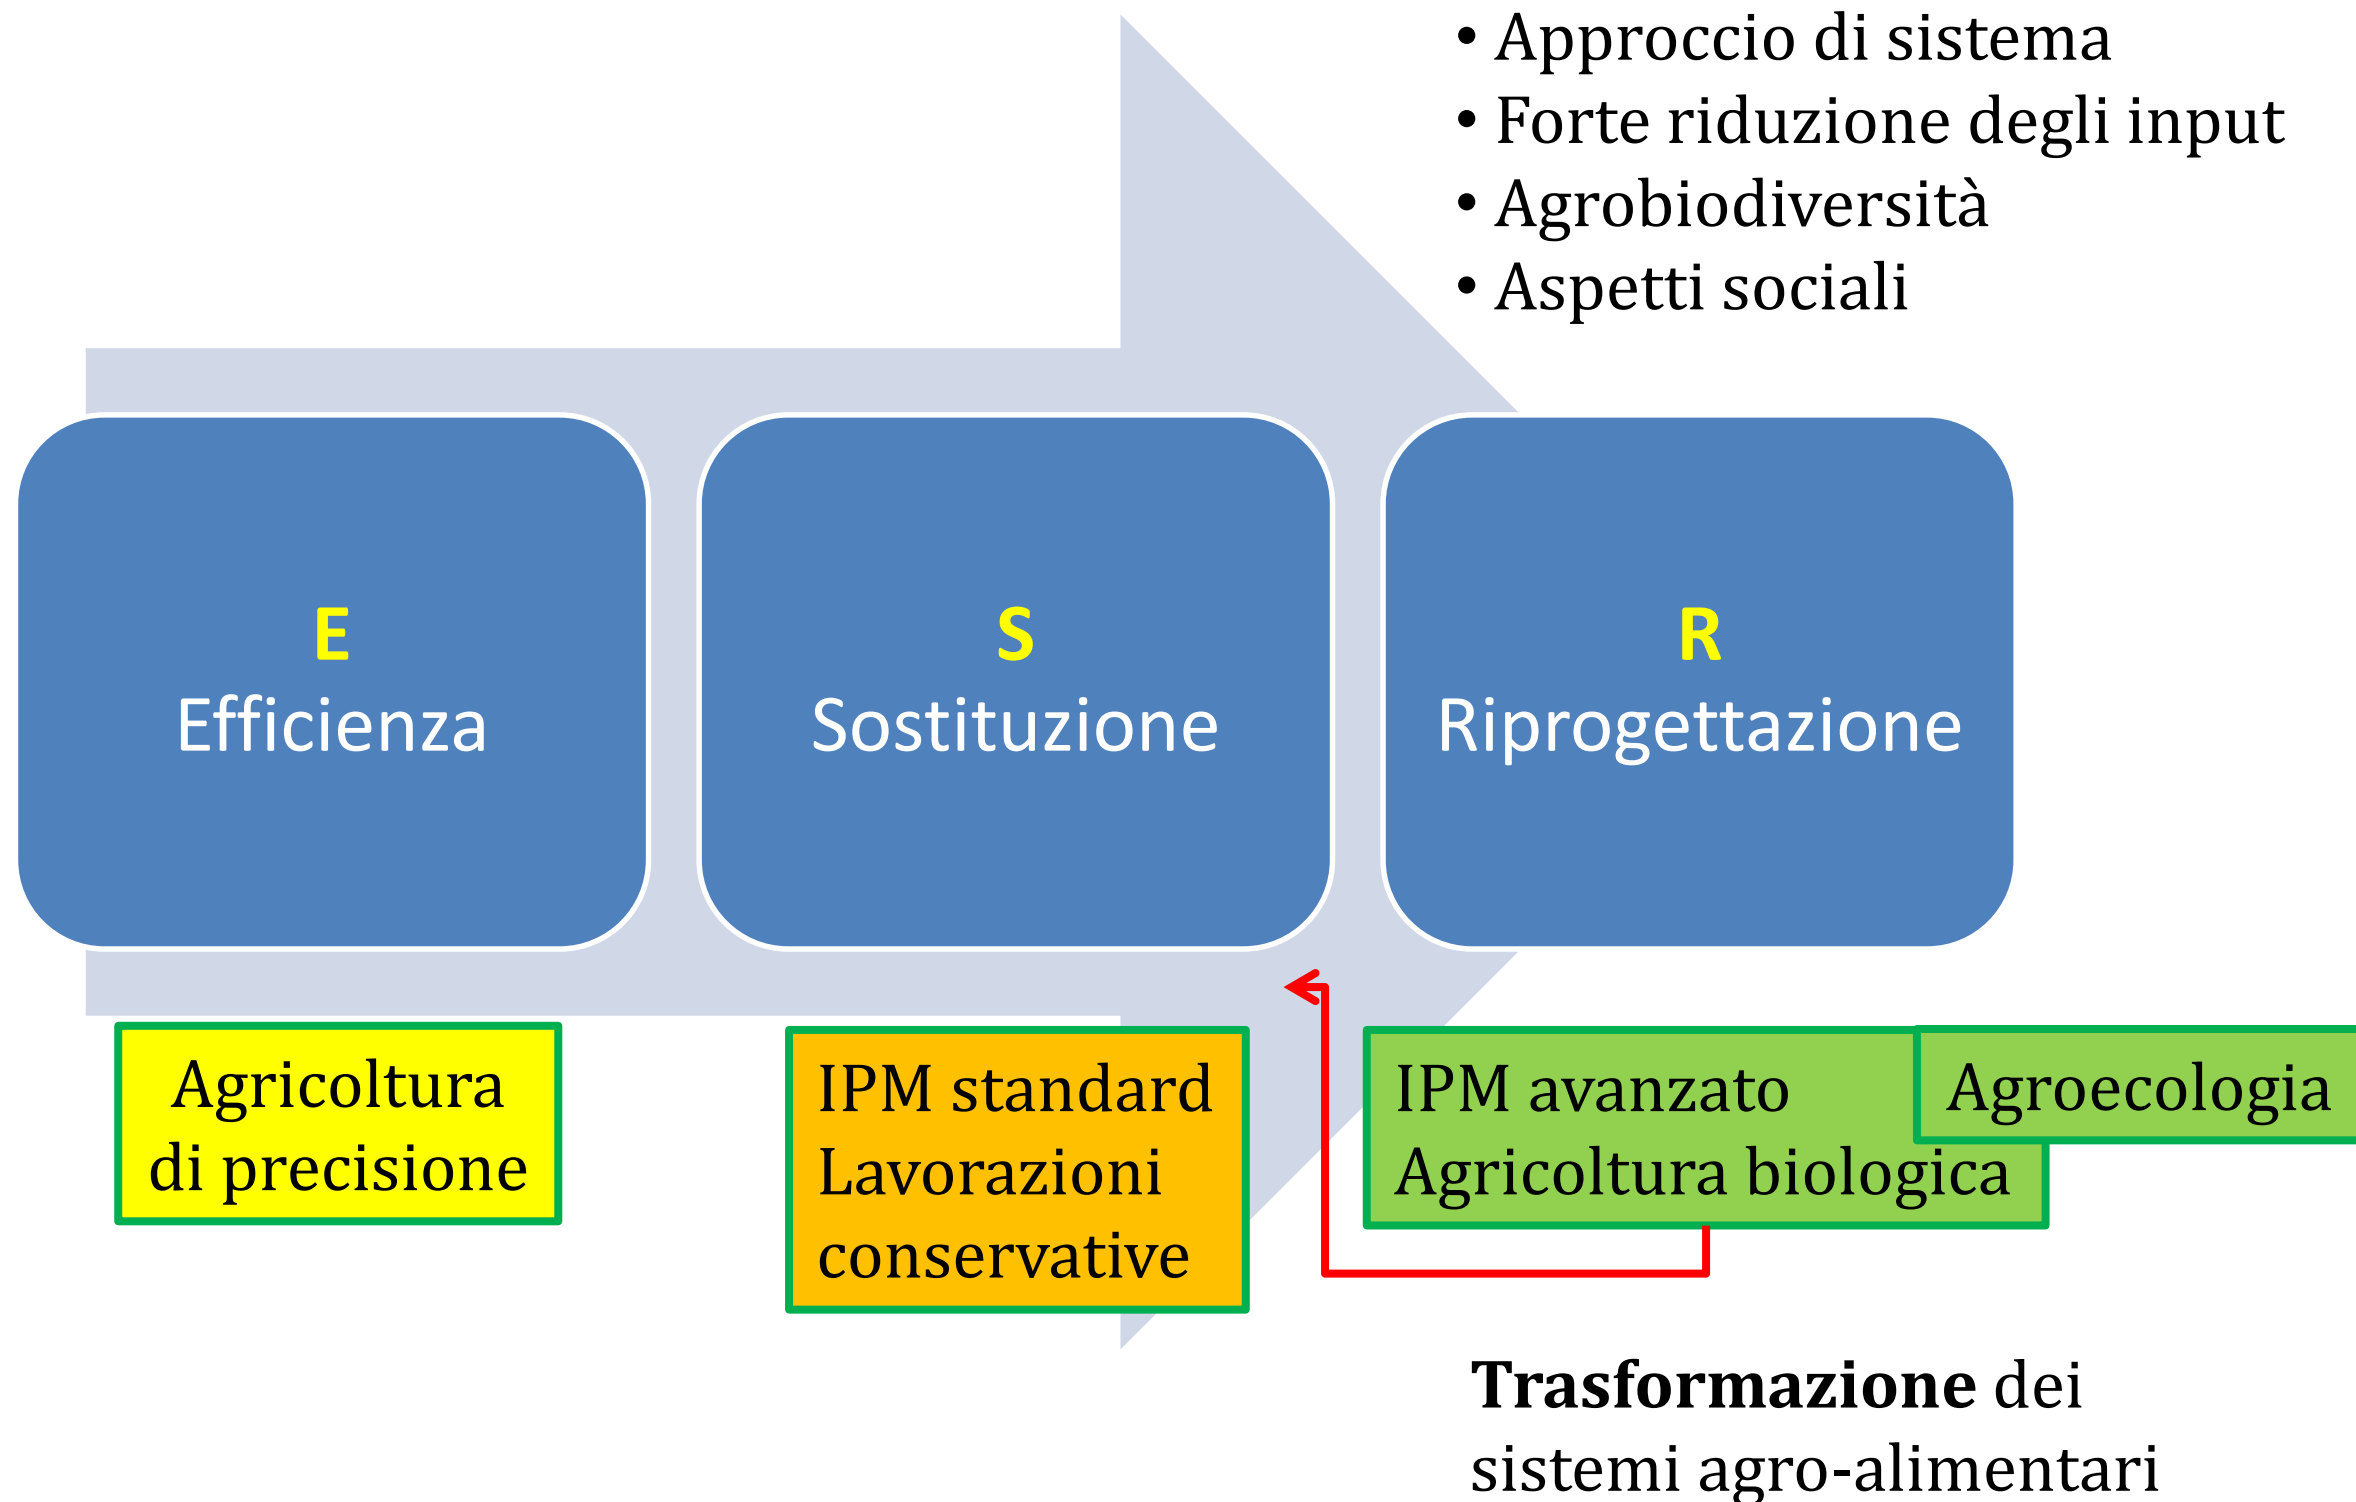 • Approccio di sistema
• Forte riduzione degli input
• Agrobiodiversità
• Aspetti sociali
E
Efficienza
S
Sostituzione
R
Riprogettazione
Agricoltura
di precisione
IPM standard
Lavorazioni
conservative
IPM avanzato
Agricoltura biologica
Agroecologia
Trasformazione dei
sistemi agro-alimentari